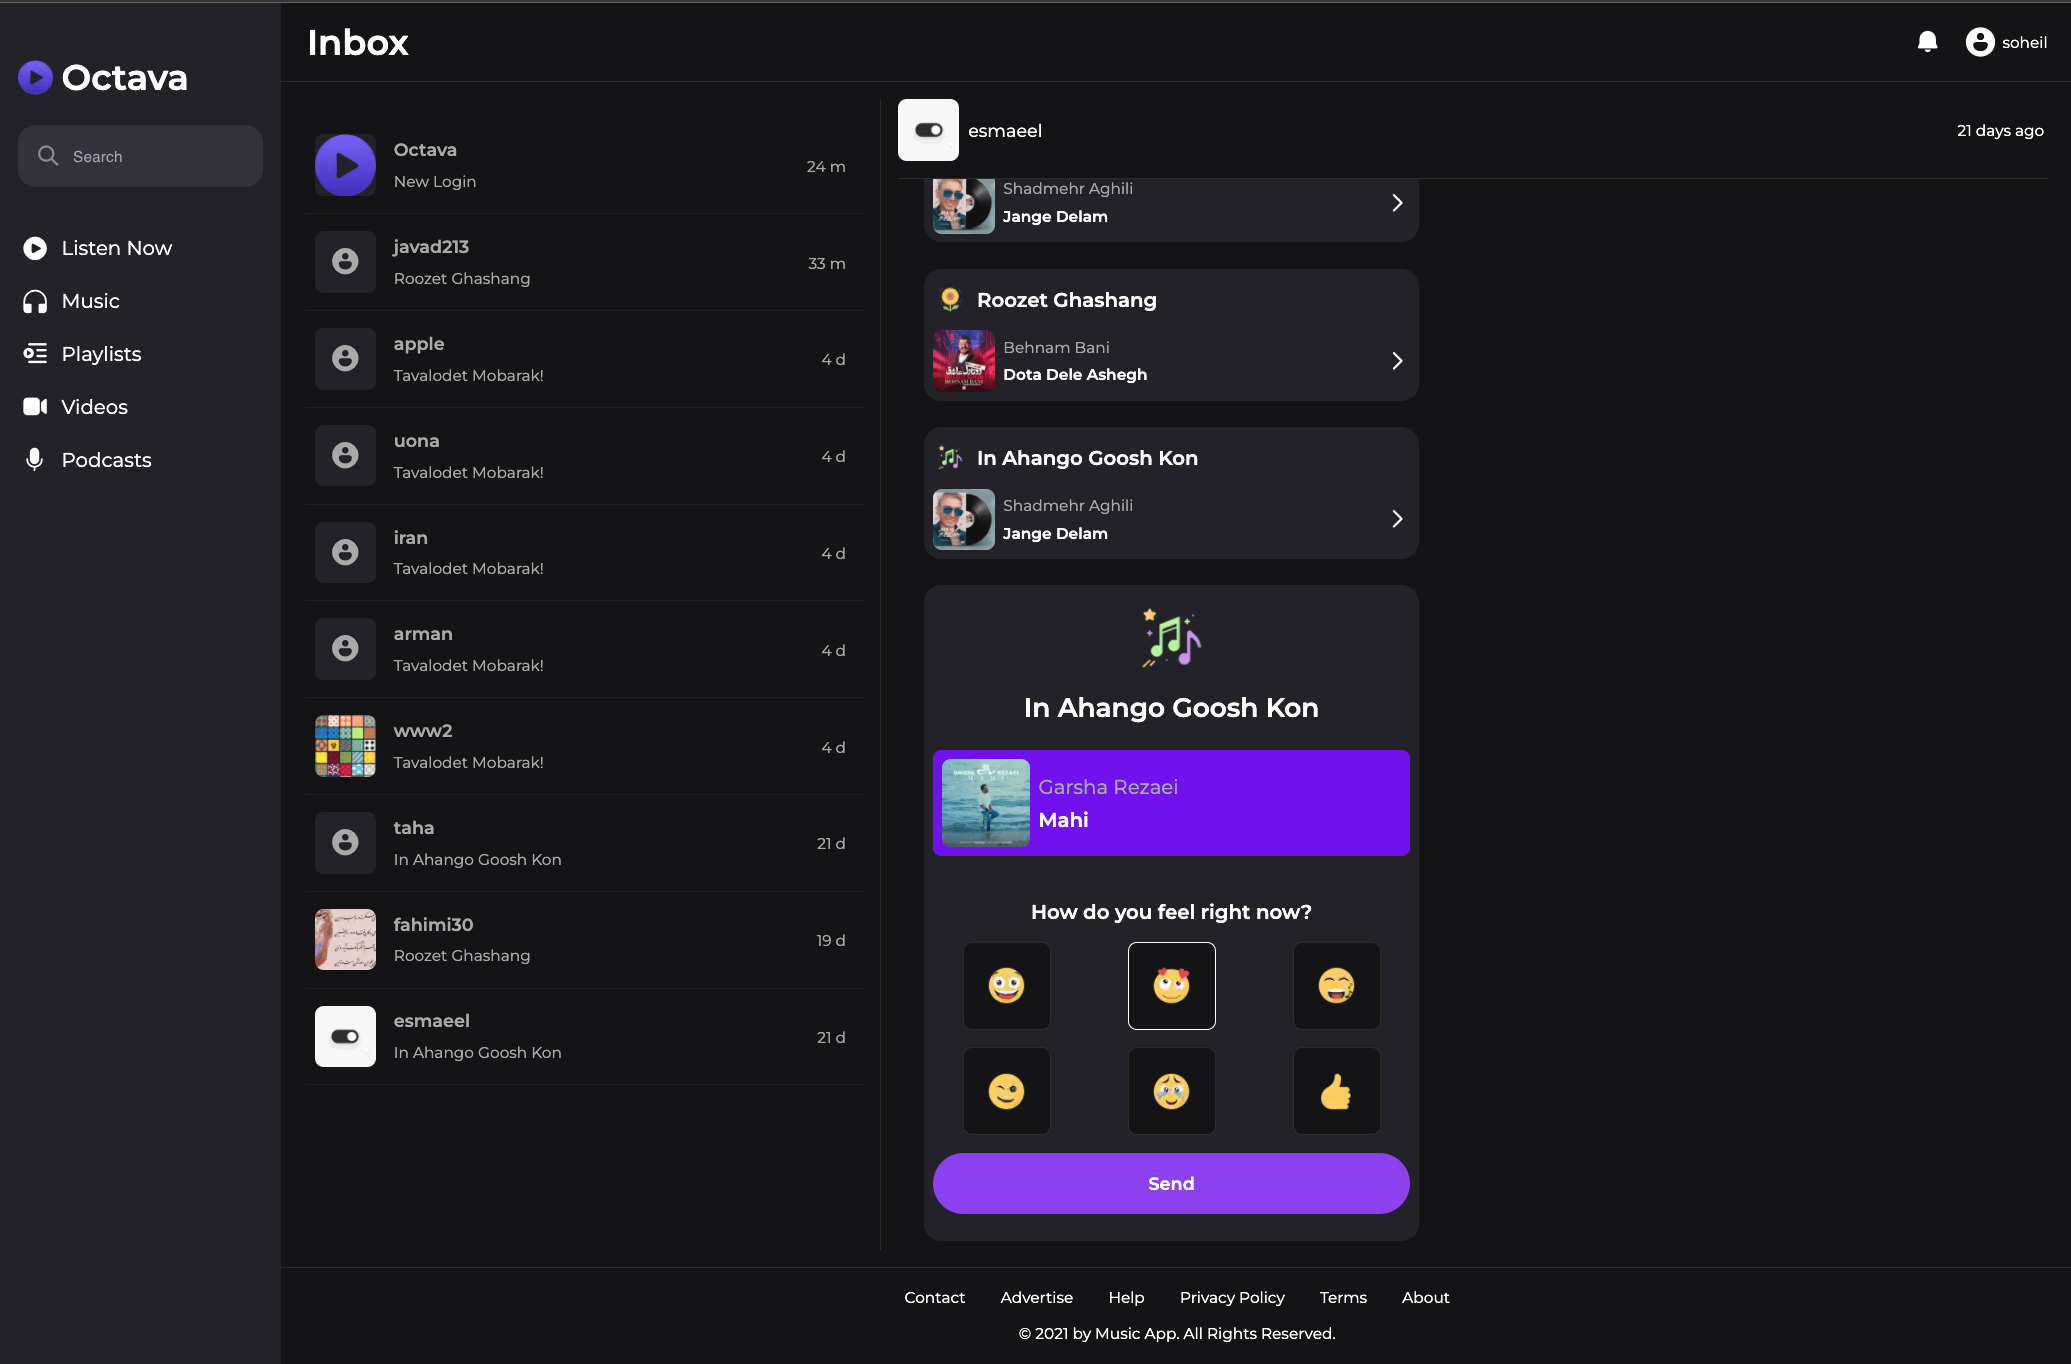 Inbox
soheil
Octava
Search
Listen Now
Music
Playlists
Videos
Podcasts
Octava
New Login
24 m
javad213
Roozet Ghashang
33 m
apple
Tavalodet Mobarak!
4 d
uona
Tavalodet Mobarak!
4 d
iran
Tavalodet Mobarak!
4 d
arman
Tavalodet Mobarak!
4 d
www2
Tavalodet Mobarak!
4 d
taha
In Ahango Goosh Kon
21 d
fahimi30
Roozet Ghashang
19 d
esmaeel
In Ahango Goosh Kon
21 d
esmaeel
21 days ago
Shadmehr Aghili
Jange Delam
Roozet Ghashang
Behnam Bani
Dota Dele Ashegh
In Ahango Goosh Kon
Shadmehr Aghili
Jange Delam
In Ahango Goosh Kon
GARSHA REZAEI
Garsha Rezaei
Mahi
How do you feel right now?
Send
Contact Advertise Help Privacy Policy Terms About
© 2021 by Music App. All Rights Reserved.